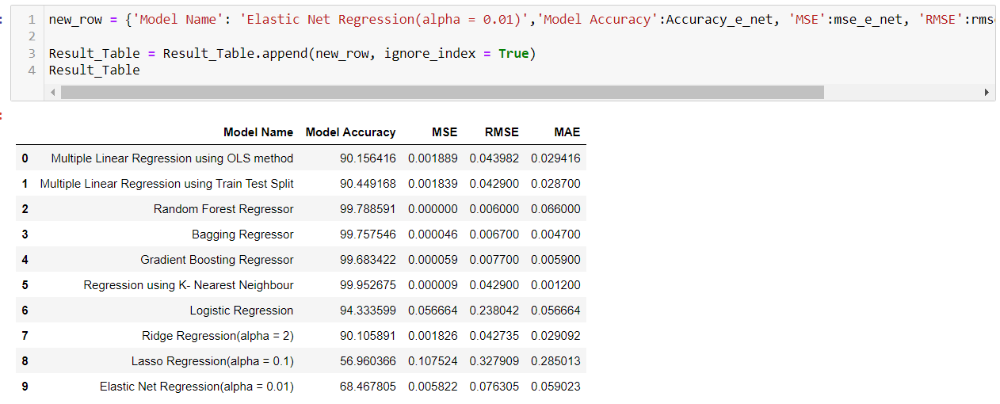 1 new_row = {'Model Name': 'Elastic Net Regression(alpha = 0.01)','Model Accuracy':Accuracy_e_net, 'MSE':mse_e_net, 'RMSE':rms
2
3 Result_Table = Result_Table.append(new_row, ignore_index = True)
4 Result_Table
Model Name Model Accuracy MSE RMSE MAE
0 Multiple Linear Regression using OLS method 90.156416 0.001889 0.043982 0.029416
1 Multiple Linear Regression using Train Test Split 90.449168 0.001839 0.042900 0.028700
2 Random Forest Regressor 99.788591 0.000000 0.006000 0.066000
3 Bagging Regressor 99.757546 0.000046 0.006700 0.004700
4 Gradient Boosting Regressor 99.683422 0.000059 0.007700 0.005900
5 Regression using K- Nearest Neighbour 99.952675 0.000009 0.042900 0.001200
6 Logistic Regression 94.333599 0.056664 0.238042 0.056664
7 Ridge Regression(alpha = 2) 90.105891 0.001826 0.042735 0.029092
8 Lasso Regression(alpha = 0.1) 56.960366 0.107524 0.327909 0.285013
9 Elastic Net Regression(alpha = 0.01) 68.467805 0.005822 0.076305 0.059023